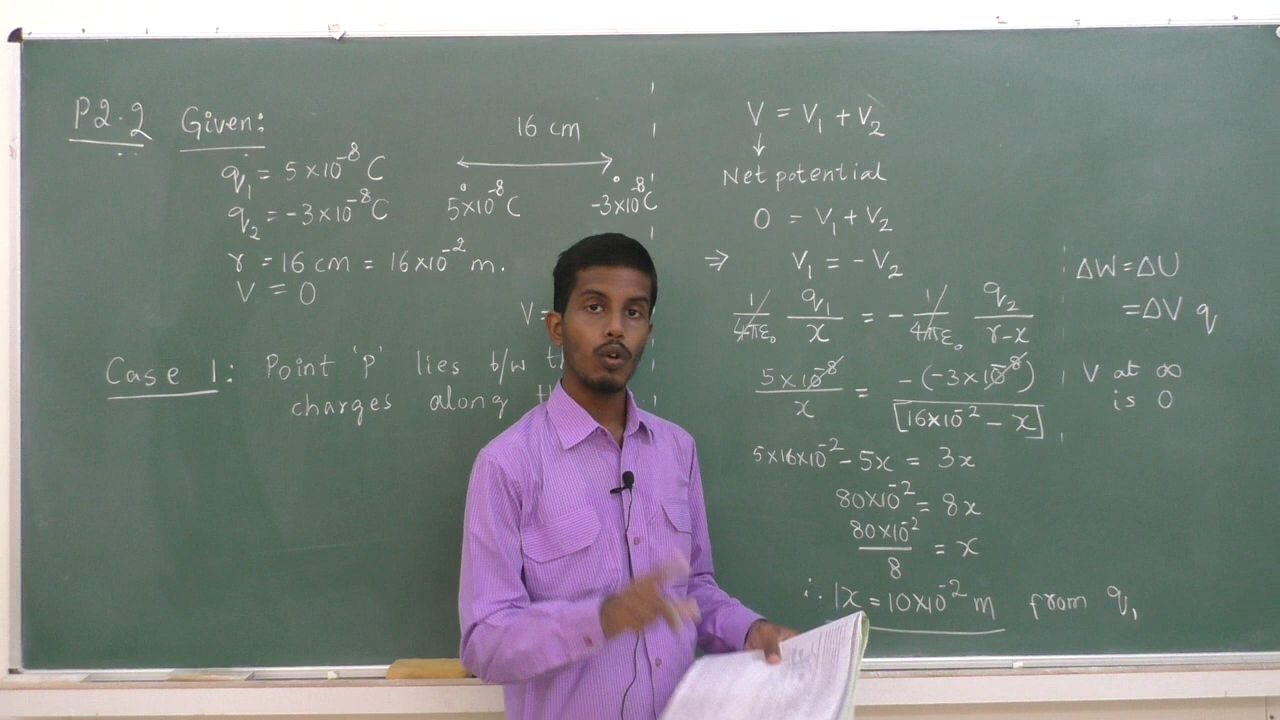 P2.2 Given:
q₁ = 5×10⁻⁸ C
q₂ = -3×10⁻⁸ C
r = 16 cm = 16×10⁻² m.
V = 0
16 cm
5×10⁻⁸ C
-3×10⁻⁸ C
V=
Case 1: Point 'P' lies b/w
charges along
V = V₁ + V₂
↓
Net potential
0 = V₁ + V₂
⇒ V₁ = -V₂
1/4πε₀ q₁/x = - 1/4πε₀ q₂/r-x
5×10⁻⁸/x = -(-3×10⁻⁸)/[16×10⁻² - x]
5×16×10⁻² - 5x = 3x
80×10⁻² = 8x
80×10⁻²/8 = x
∴ x = 10×10⁻² m from q₁
ΔW = ΔU
= ΔV q
V at ∞
is 0